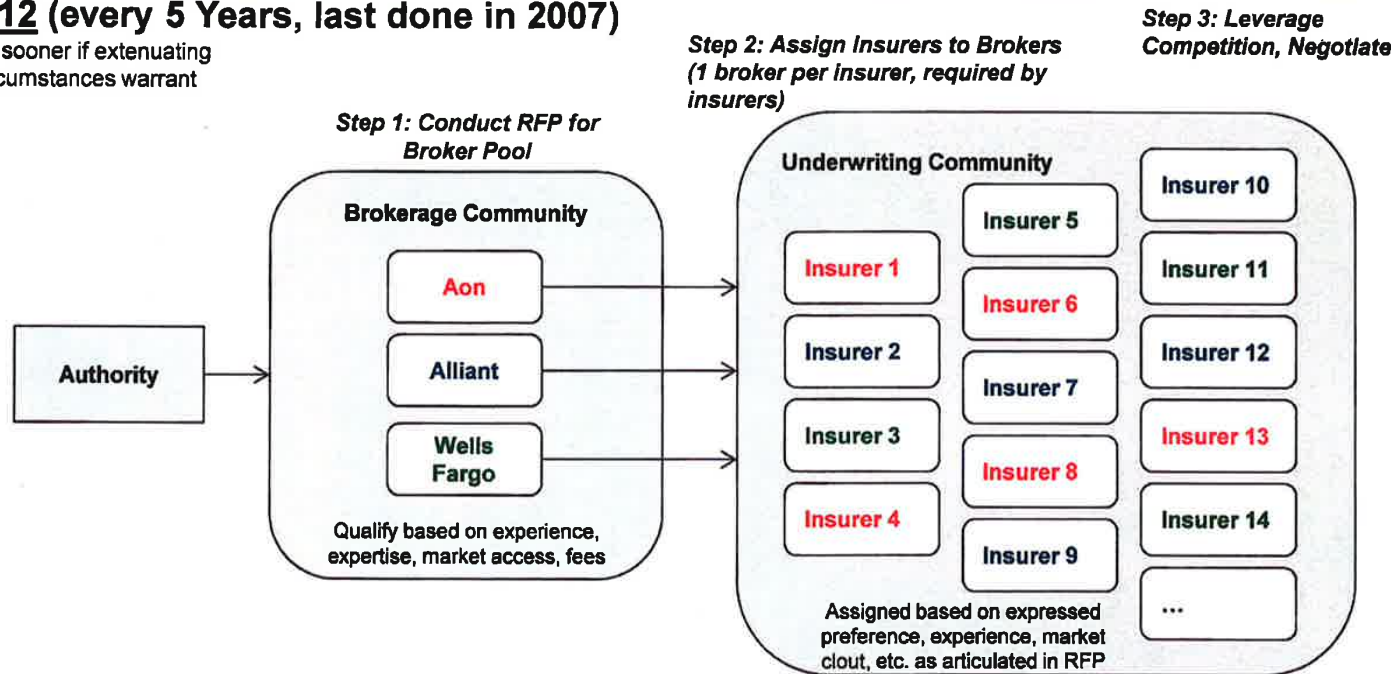 12 (every 5 Years, last done in 2007)
sooner if extenuating
cumstances warrant
Step 1: Conduct RFP for
Broker Pool
Step 2: Assign Insurers to Brokers
(1 broker per insurer, required by
insurers)
Step 3: Leverage
Competition, Negotiate
Authority
Brokerage Community
Aon
Alliant
Wells
Fargo
Qualify based on experience,
expertise, market access, fees
Underwriting Community
Insurer 1
Insurer 2
Insurer 3
Insurer 4
Insurer 5
Insurer 6
Insurer 7
Insurer 8
Insurer 9
Insurer 10
Insurer 11
Insurer 12
Insurer 13
Insurer 14
...
Assigned based on expressed
preference, experience, market
clout, etc. as articulated in RFP